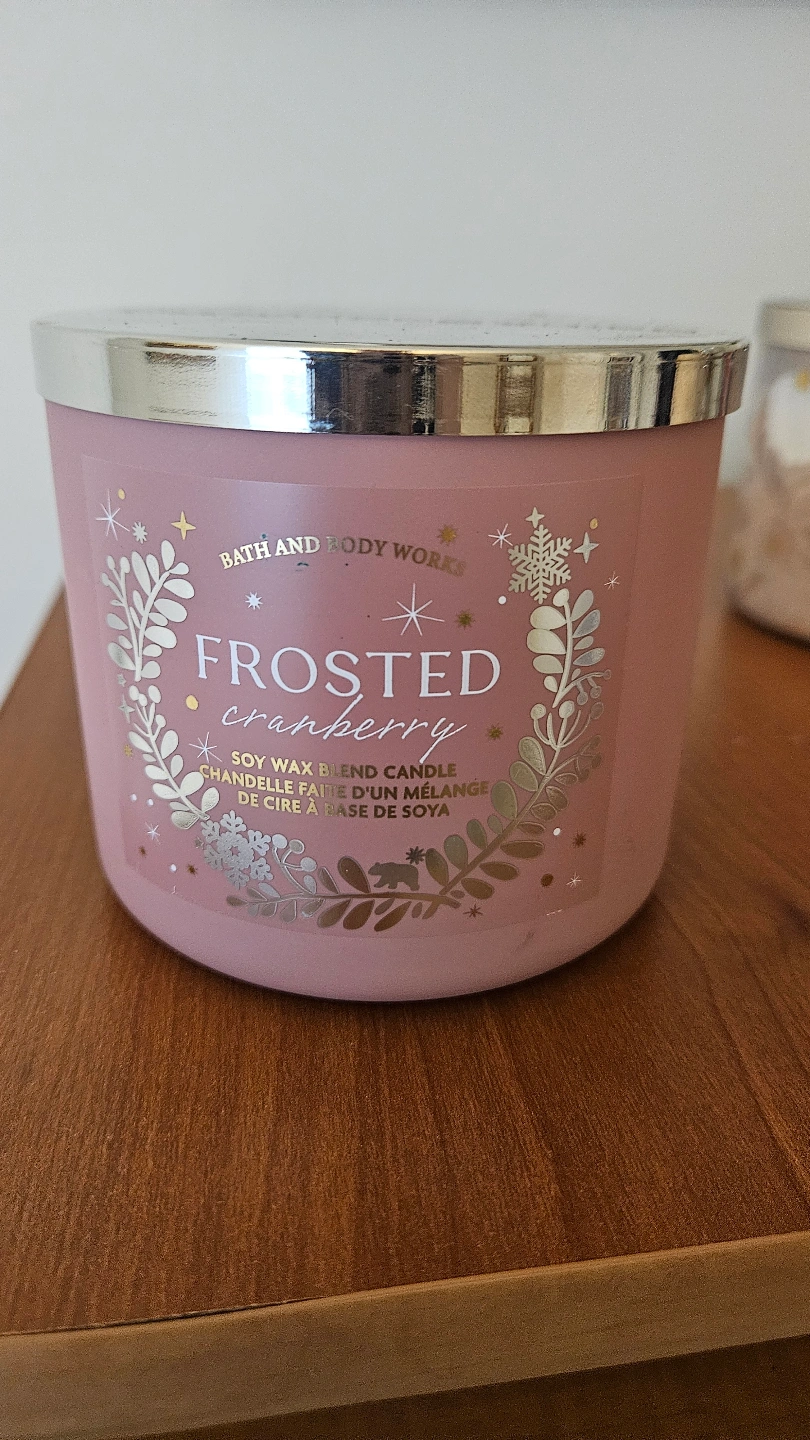 BATH AND BODY WORKS
FROSTED
cranberry
SOY WAX BLEND CANDLE
CHANDELLE FAITE D'UN MÉLANGE
DE CIRE À BASE DE SOYA